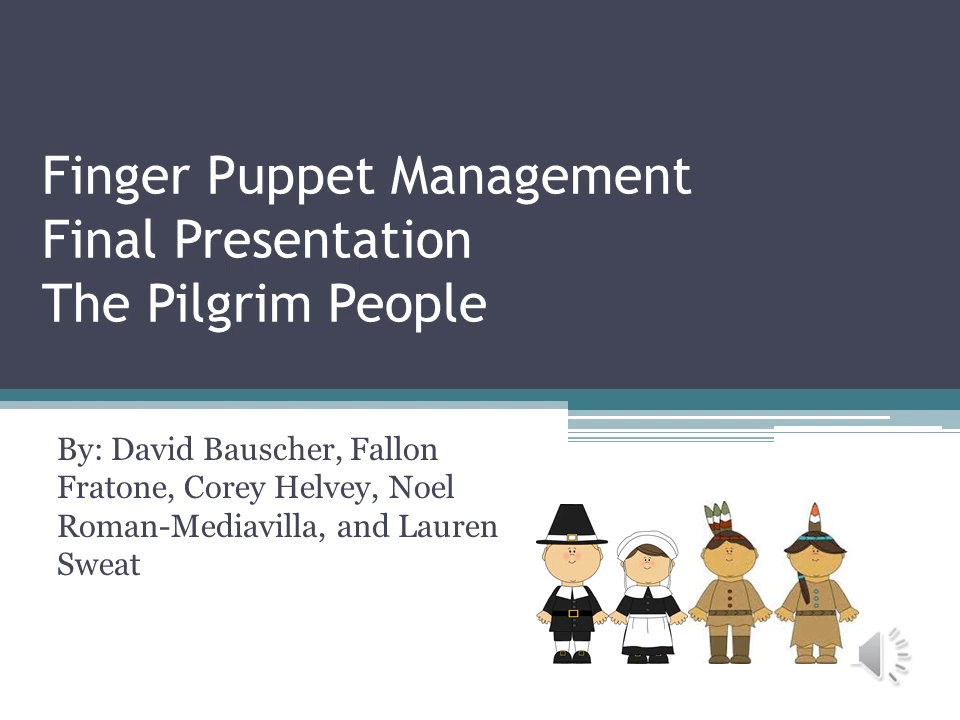 Finger Puppet Management
Final Presentation
The Pilgrim People
By: David Bauscher, Fallon
Fratone, Corey Helvey, Noel
Roman-Mediavilla, and Lauren
Sweat